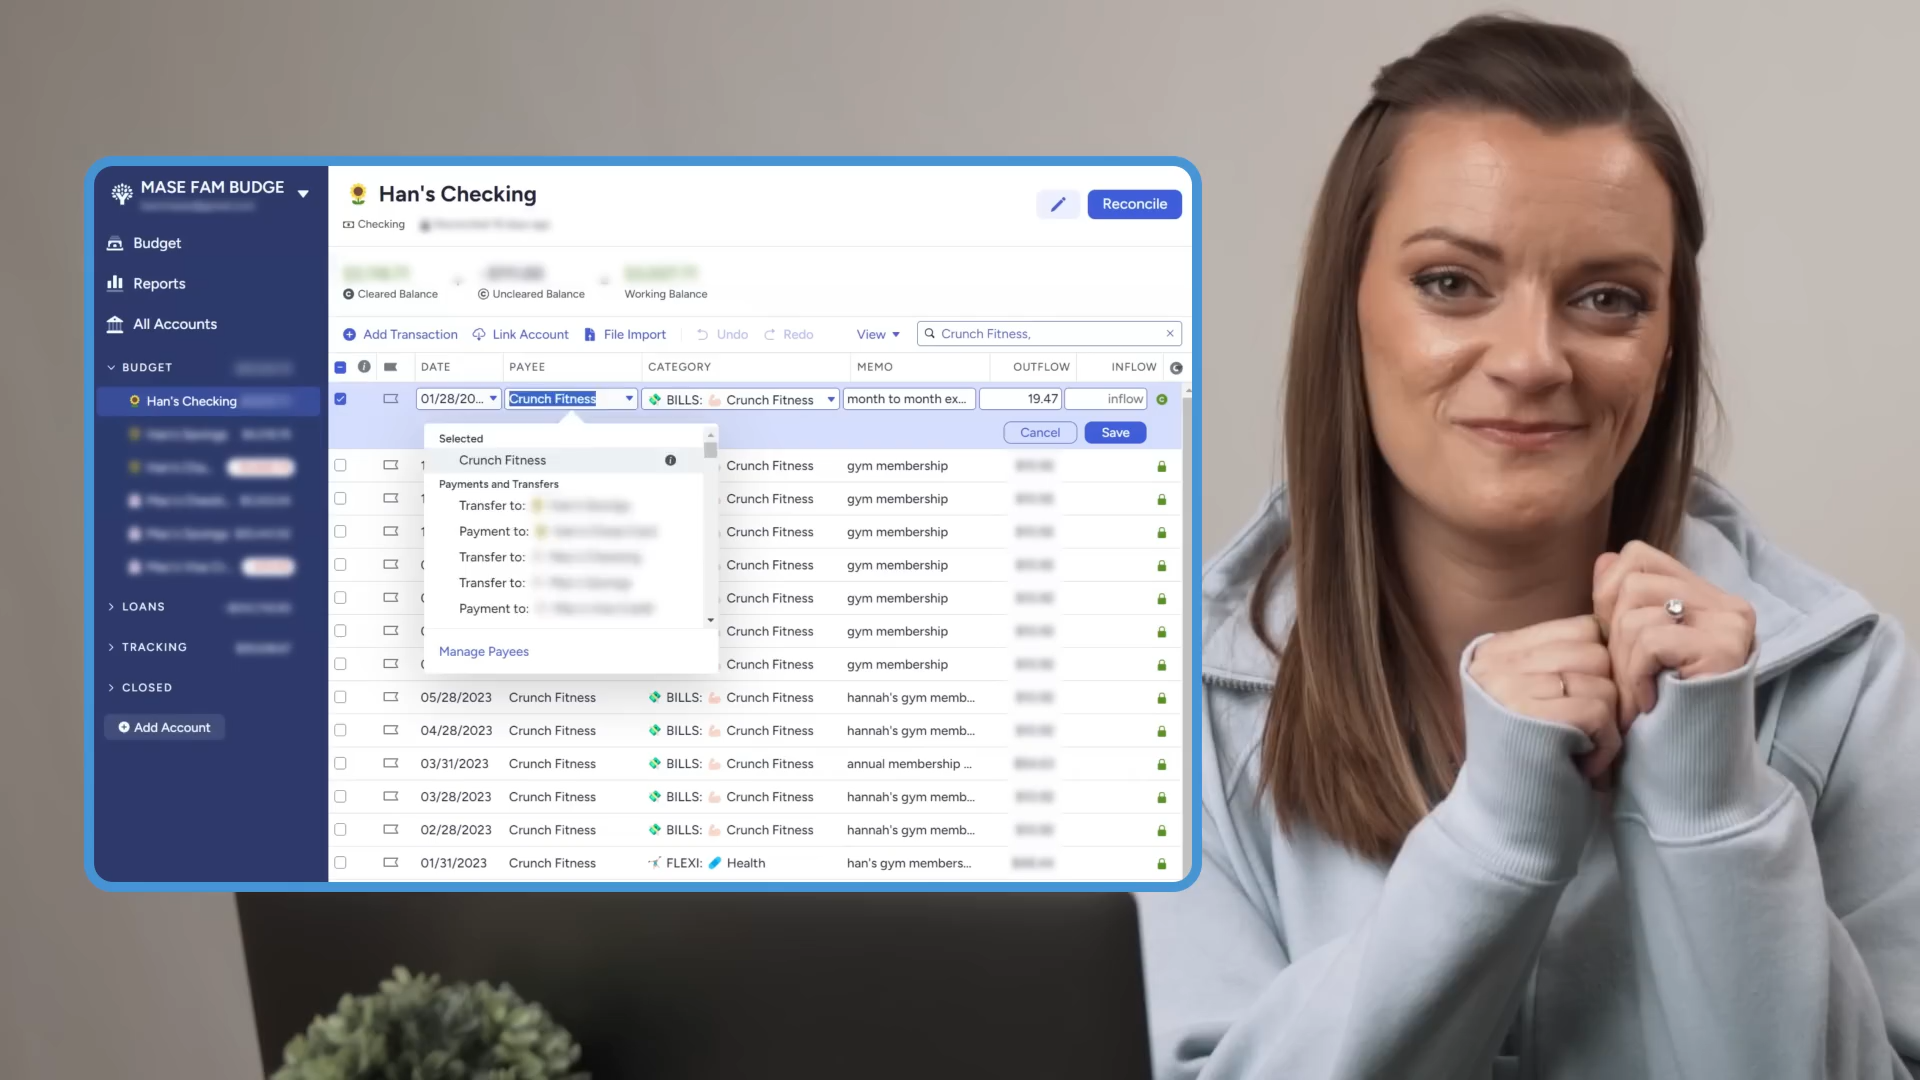 MASE FAM BUDGE
Budget
Reports
All Accounts
BUDGET
Han's Checking
LOANS
TRACKING
CLOSED
Add Account
Han's Checking
Checking
Reconcile
Cleared Balance
Uncleared Balance
Working Balance
Add Transaction Link Account File Import Undo Redo View Crunch Fitness,
DATE PAYEE CATEGORY MEMO OUTFLOW INFLOW
01/28/20... Crunch Fitness BILLS: Crunch Fitness month to month ex... 19.47 inflow
Cancel Save
Selected
Crunch Fitness
Payments and Transfers
Transfer to:
Payment to:
Transfer to:
Transfer to:
Payment to:
Manage Payees
Crunch Fitness gym membership
Crunch Fitness gym membership
Crunch Fitness gym membership
Crunch Fitness gym membership
Crunch Fitness gym membership
Crunch Fitness gym membership
Crunch Fitness gym membership
05/28/2023 Crunch Fitness BILLS: Crunch Fitness hannah's gym memb...
04/28/2023 Crunch Fitness BILLS: Crunch Fitness hannah's gym memb...
03/31/2023 Crunch Fitness BILLS: Crunch Fitness annual membership ...
03/28/2023 Crunch Fitness BILLS: Crunch Fitness hannah's gym memb...
02/28/2023 Crunch Fitness BILLS: Crunch Fitness hannah's gym memb...
01/31/2023 Crunch Fitness FLEXI: Health han's gym members...